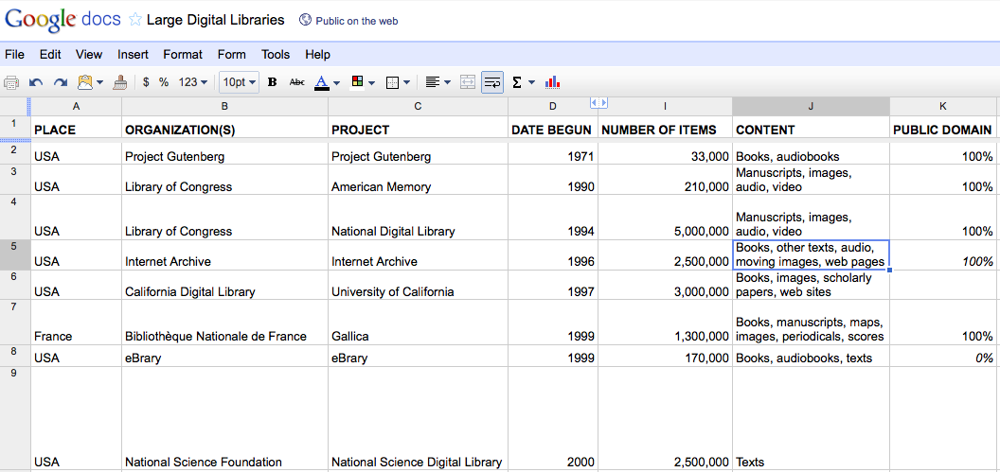 Google docs Large Digital Libraries Public on the web
File Edit View Insert Format Form Tools Help
$ % 123 10pt B Abc A Σ
A B C D I J K
1 PLACE ORGANIZATION(S) PROJECT DATE BEGUN NUMBER OF ITEMS CONTENT PUBLIC DOMAIN
2 USA Project Gutenberg Project Gutenberg 1971 33,000 Books, audiobooks 100%
3 USA Library of Congress American Memory 1990 210,000 Manuscripts, images,
audio, video 100%
4 USA Library of Congress National Digital Library 1994 5,000,000 Manuscripts, images,
audio, video 100%
5 USA Internet Archive Internet Archive 1996 2,500,000 Books, other texts, audio,
moving images, web pages 100%
6 USA California Digital Library University of California 1997 3,000,000 Books, images, scholarly
papers, web sites
7 France Bibliothèque Nationale de France Gallica 1999 1,300,000 Books, manuscripts, maps,
images, periodicals, scores 100%
8 USA eBrary eBrary 1999 170,000 Books, audiobooks, texts 0%
9 USA National Science Foundation National Science Digital Library 2000 2,500,000 Texts